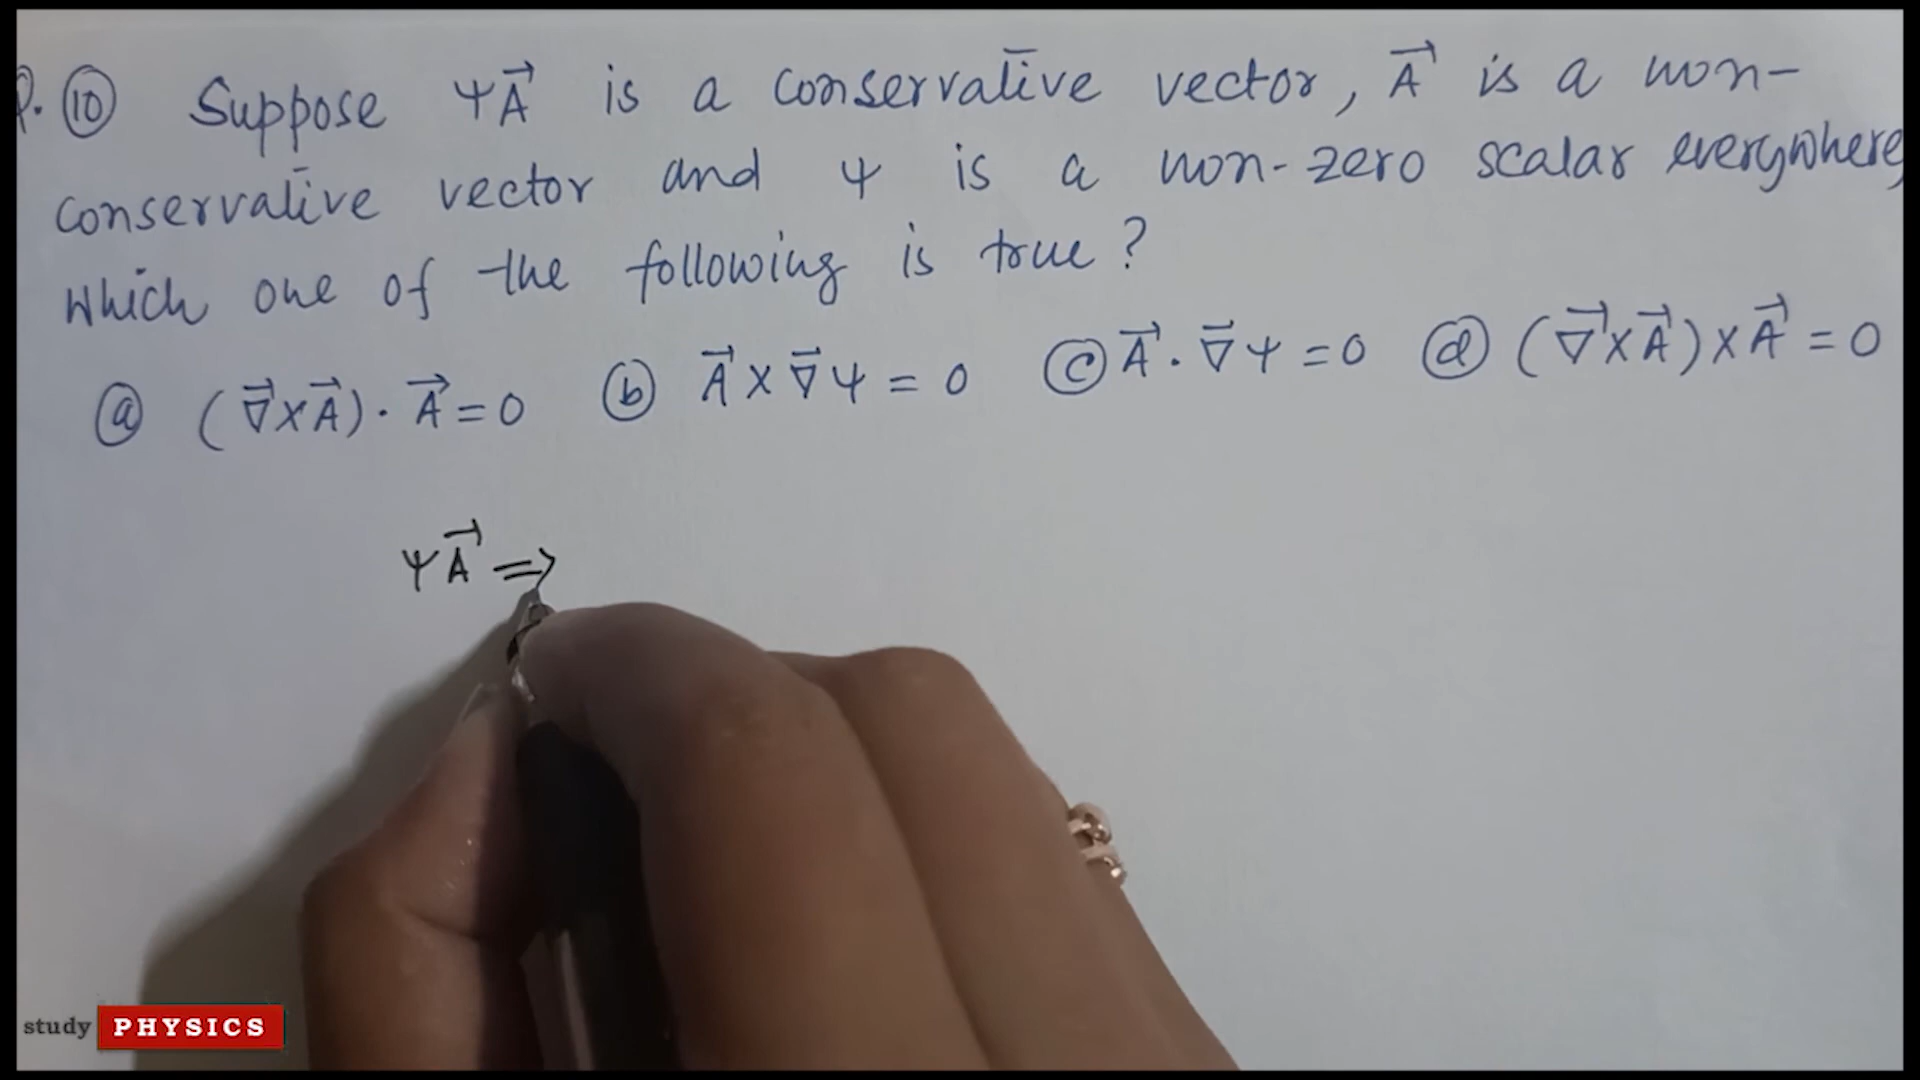 Q. ⑩ Suppose ψA⃗ is a conservative vector, A⃗ is a non-
conservative vector and ψ is a non-zero scalar everywhere,
which one of the following is true?
ⓐ (∇⃗×A⃗)·A⃗=0 ⓑ A⃗×∇⃗ψ=0 ⓒ A⃗·∇⃗ψ=0 ⓓ (∇⃗×A⃗)×A⃗=0
ψA⃗ ⇒
study PHYSICS